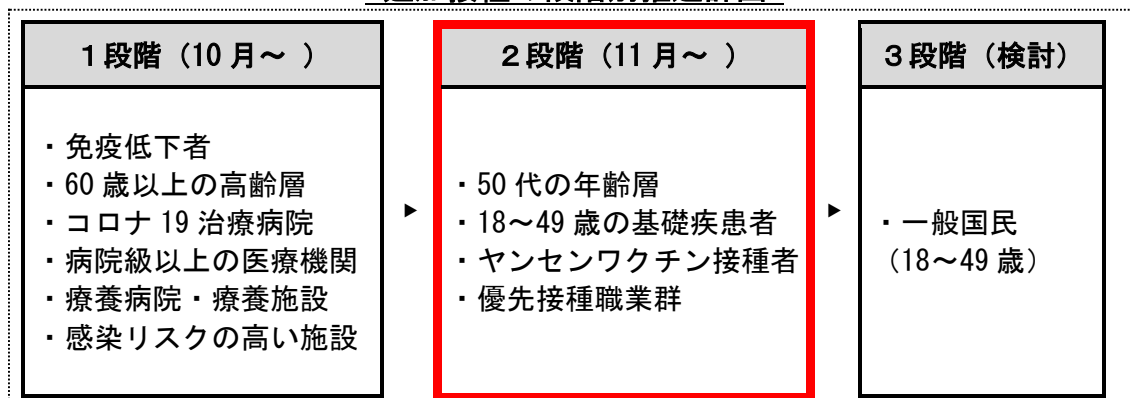 1段階（10月～ ）
・免疫低下者
・60歳以上の高齢層
・コロナ19治療病院
・病院級以上の医療機関
・療養病院・療養施設
・感染リスクの高い施設
▶
2段階（11月～ ）
・50代の年齢層
・18～49歳の基礎疾患者
・ヤンセンワクチン接種者
・優先接種職業群
▶
3段階（検討）
・一般国民
（18～49歳）